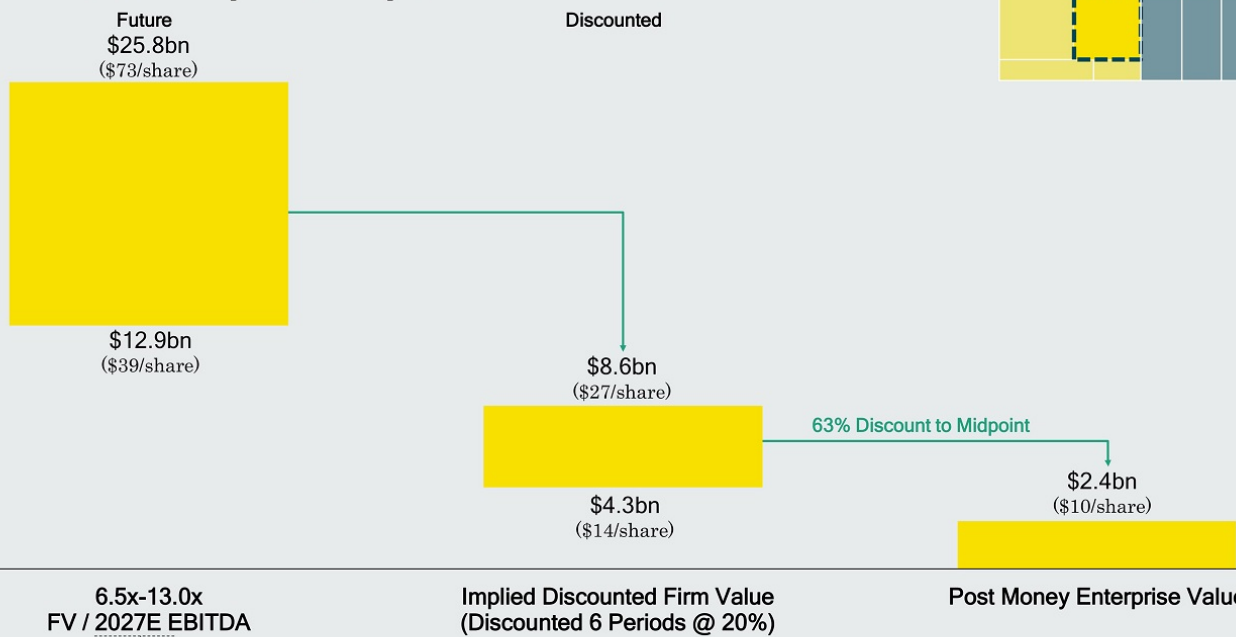 Future
$25.8bn
($73/share)
Discounted
$12.9bn
($39/share)
$8.6bn
($27/share)
63% Discount to Midpoint
$2.4bn
($10/share)
$4.3bn
($14/share)
6.5x-13.0x
FV / 2027E EBITDA
Implied Discounted Firm Value
(Discounted 6 Periods @ 20%)
Post Money Enterprise Value